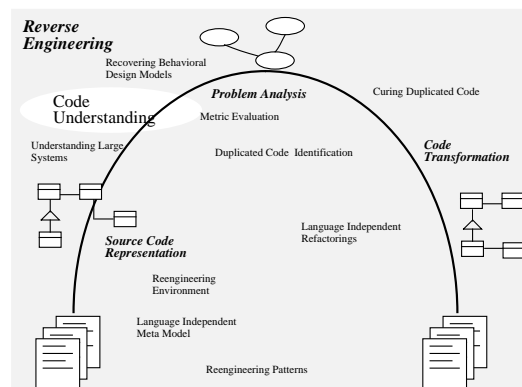 Reverse
Engineering
Recovering Behavioral
Design Models
Problem Analysis
Curing Duplicated Code
Code
Understanding
Metric Evaluation
Understanding Large
Systems
Duplicated Code Identification
Code
Transformation
Source Code
Representation
Language Independent
Refactorings
Reengineering
Environment
Language Independent
Meta Model
Reengineering Patterns